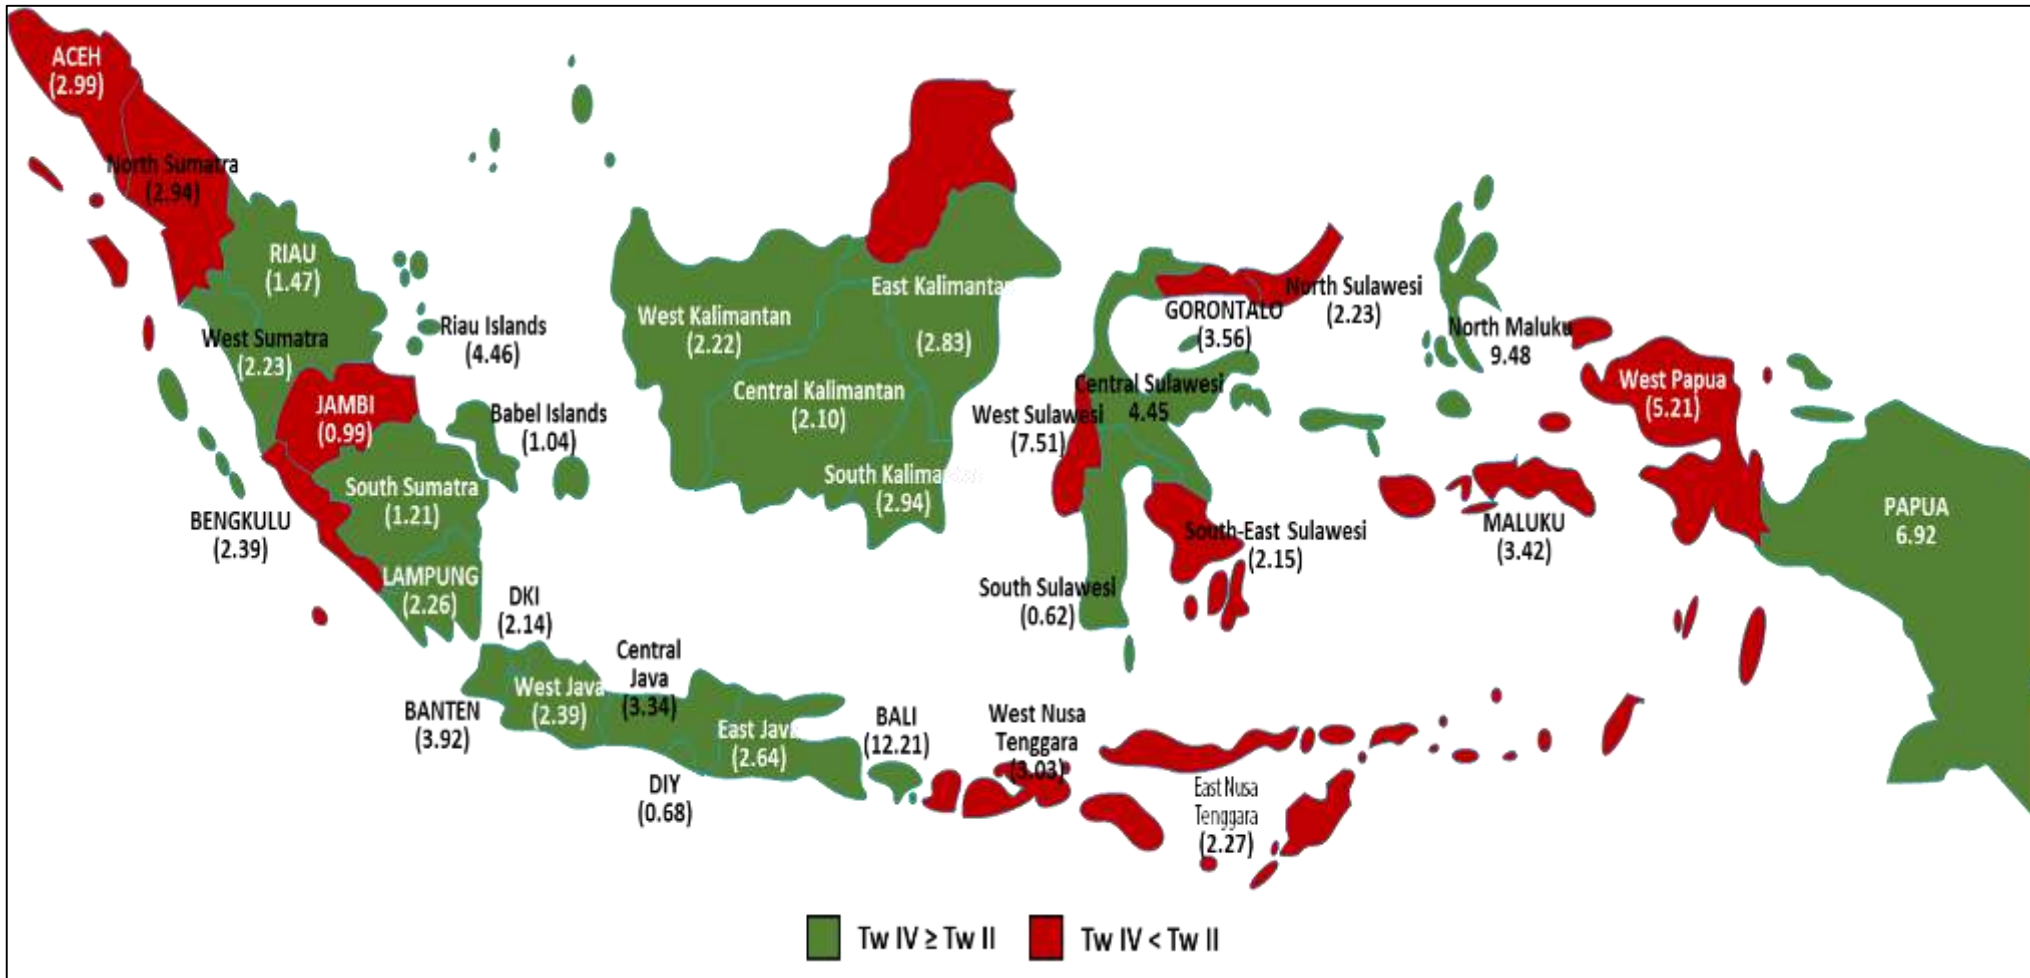 ACEH
(2.99)
North Sumatra
(2.94)
RIAU
(1.47)
West Sumatra
(2.23)
Riau Islands
(4.46)
JAMBI
(0.99)
Babel Islands
(1.04)
South Sumatra
(1.21)
BENGKULU
(2.39)
LAMPUNG
(2.26)
DKI
(2.14)
BANTEN
(3.92)
West Java
(2.39)
Central
Java
(3.34)
DIY
(0.68)
East Java
(2.64)
BALI
(12.21)
West Nusa
Tenggara
(3.03)
East Nusa
Tenggara
(2.27)
West Kalimantan
(2.22)
Central Kalimantan
(2.10)
East Kalimantan
(2.83)
South Kalimantan
(2.94)
North Sulawesi
(2.23)
GORONTALO
(3.56)
Central Sulawesi
4.45
West Sulawesi
(7.51)
South-East Sulawesi
(2.15)
South Sulawesi
(0.62)
North Maluku
9.48
MALUKU
(3.42)
West Papua
(5.21)
PAPUA
6.92
Tw IV ≥ Tw II
Tw IV < Tw II